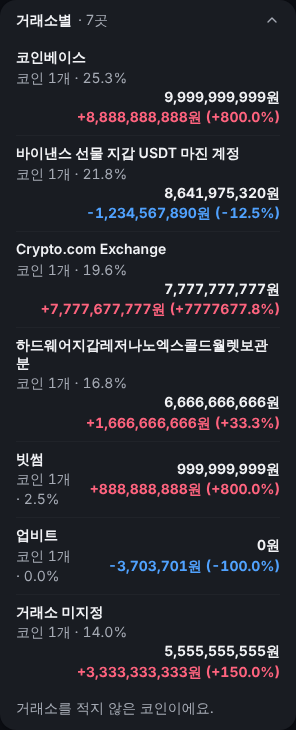 거래소별 · 7곳
코인베이스
코인 1개 · 25.3%
9,999,999,999원
+8,888,888,888원 (+800.0%)
바이낸스 선물 지갑 USDT 마진 계정
코인 1개 · 21.8%
8,641,975,320원
-1,234,567,890원 (-12.5%)
Crypto.com Exchange
코인 1개 · 19.6%
7,777,777,777원
+7,777,677,777원 (+7777677.8%)
하드웨어지갑레저나노엑스콜드월렛보관
분
코인 1개 · 16.8%
6,666,666,666원
+1,666,666,666원 (+33.3%)
빗썸
코인 1개
· 2.5%
999,999,999원
+888,888,888원 (+800.0%)
업비트
코인 1개
· 0.0%
0원
-3,703,701원 (-100.0%)
거래소 미지정
코인 1개 · 14.0%
5,555,555,555원
+3,333,333,333원 (+150.0%)
거래소를 적지 않은 코인이에요.